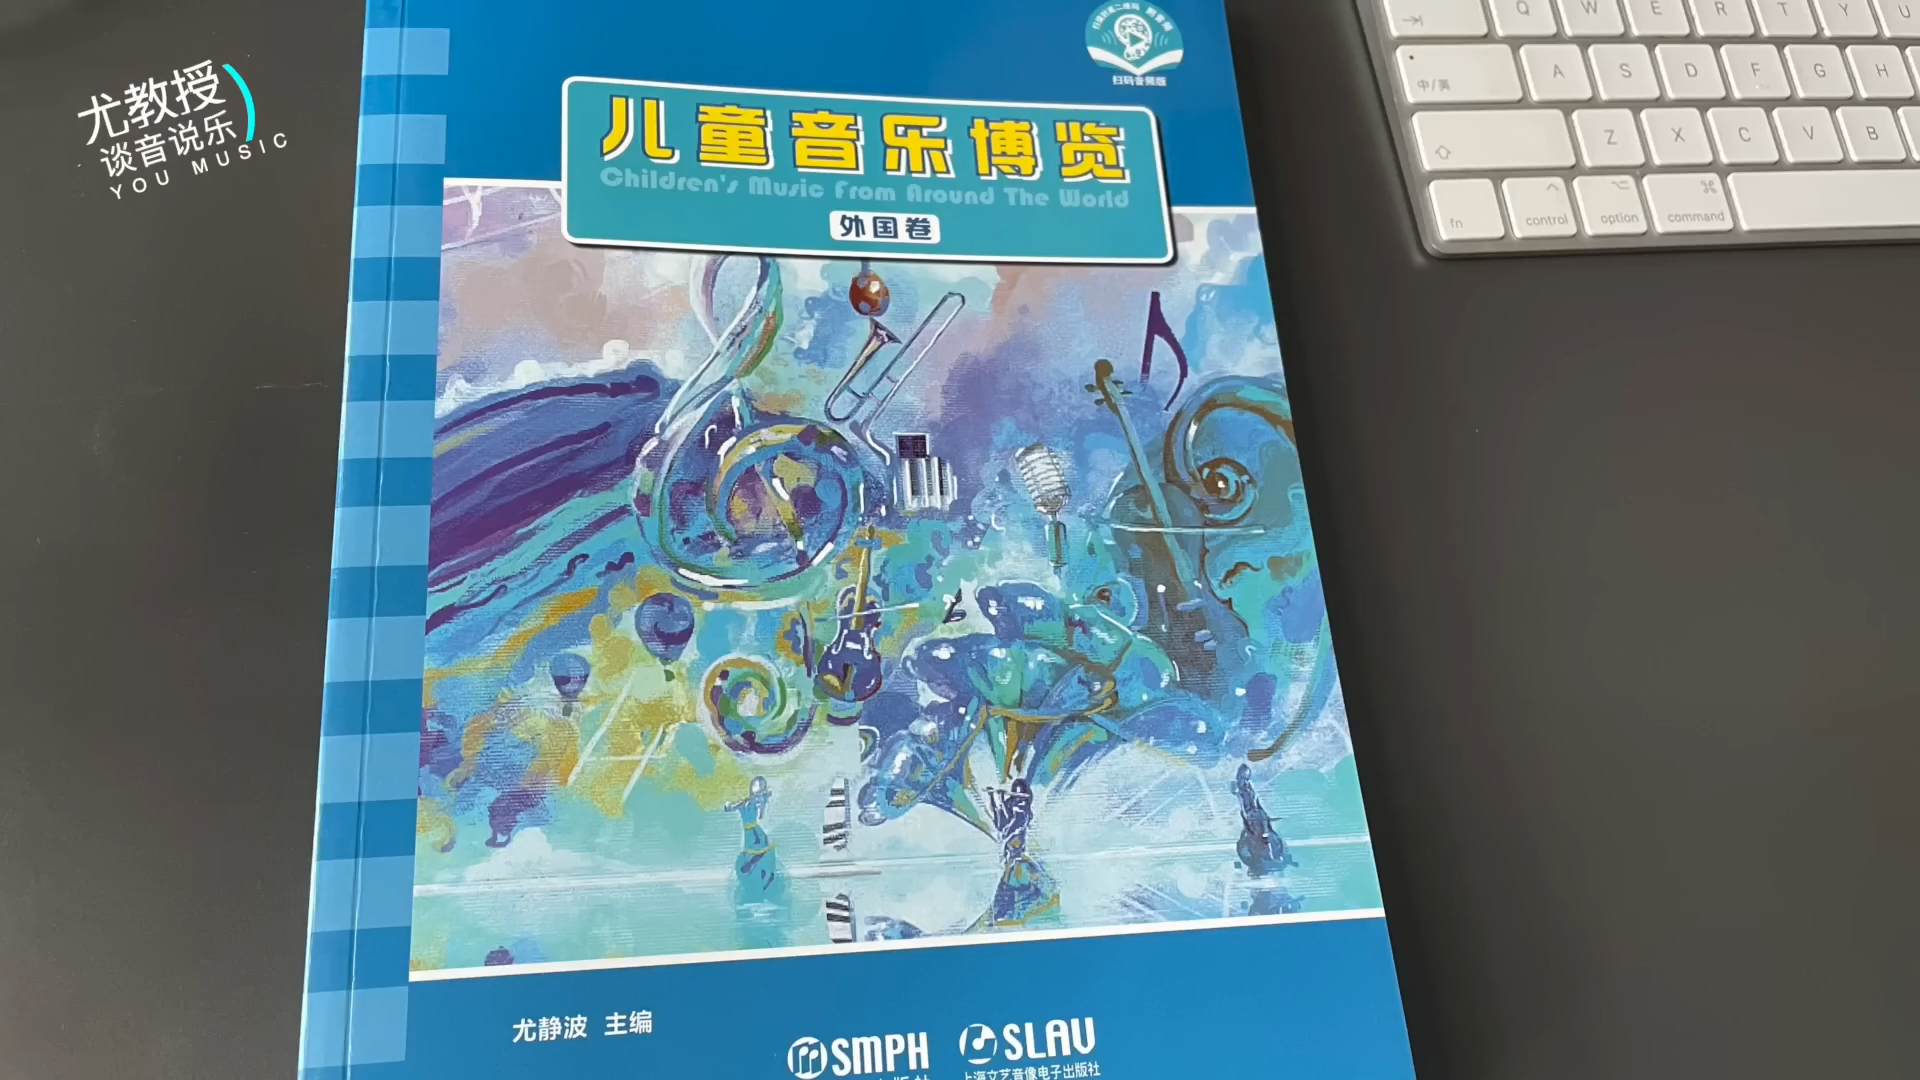 尤教授
谈音说乐
YOU MUSIC
扫码音频版
儿童音乐博览
Children's Music From Around The World
外国卷
尤静波 主编
SMPH
SLAV
上海文艺音像电子出版社
Q W E R T Y U
中/英
A S D F G H
Z X C V B
fn
control
option
command